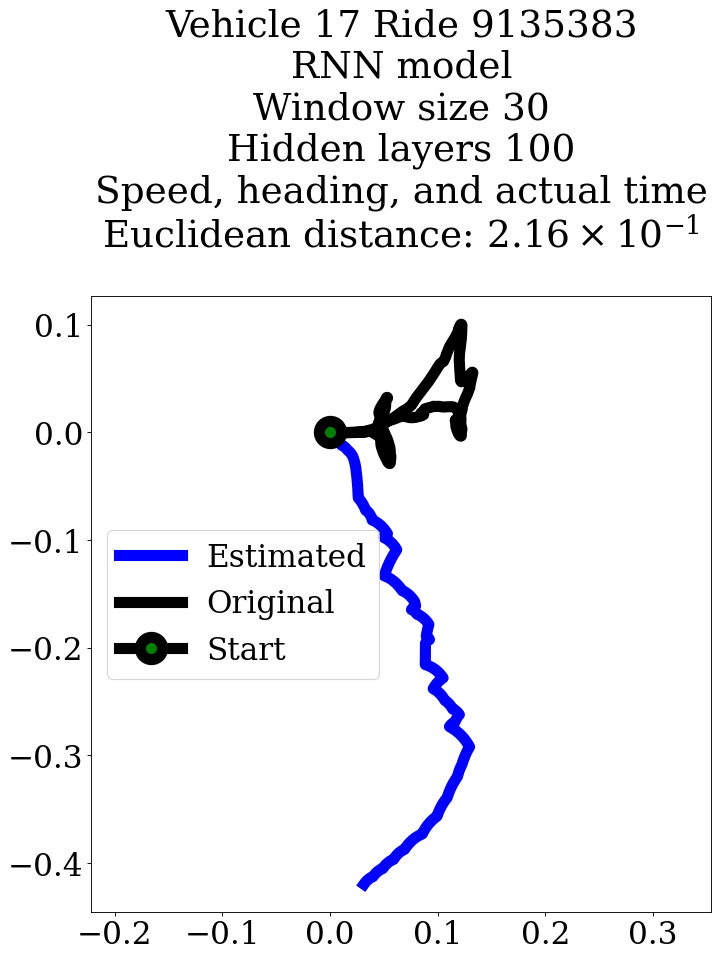 Vehicle 17 Ride 9135383
RNN model
Window size 30
Hidden layers 100
Speed, heading, and actual time
Euclidean distance: 2.16 × 10⁻¹
0.1
0.0
−0.1
−0.2
−0.3
−0.4
Estimated
Original
Start
−0.2 −0.1 0.0 0.1 0.2 0.3